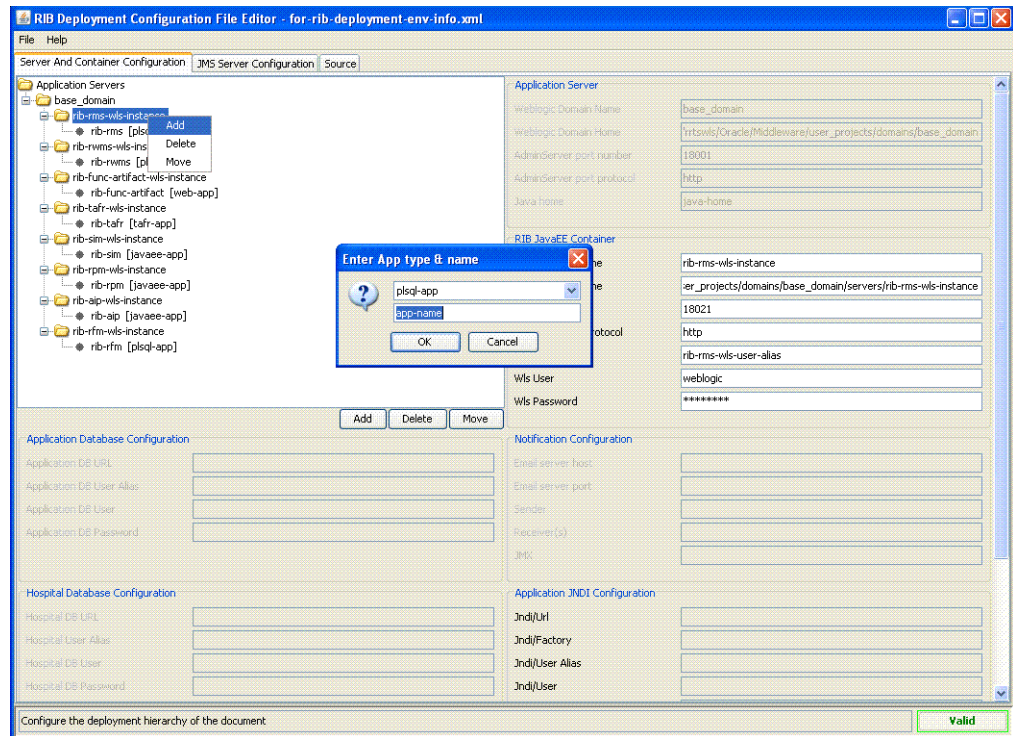 RIB Deployment Configuration File Editor - for-rib-deployment-env-info.xml
File Help
Server And Container Configuration JMS Server Configuration Source
Application Servers
base_domain
rib-rms-wls-instance
rib-rms [plsq
rib-rwms-wls-ins
rib-rwms [pl
rib-func-artifact-wls-instance
rib-func-artifact [web-app]
rib-tafr-wls-instance
rib-tafr [tafr-app]
rib-sim-wls-instance
rib-sim [javaee-app]
rib-rpm-wls-instance
rib-rpm [javaee-app]
rib-aip-wls-instance
rib-aip [javaee-app]
rib-rfm-wls-instance
rib-rfm [plsql-app]
Add
Delete
Move
Add Delete Move
Application Server
Weblogic Domain Name base_domain
Weblogic Domain Home 'rrtswls/Oracle/Middleware/user_projects/domains/base_domain
AdminServer port number 18001
AdminServer port protocol http
Java home java-home
RIB JavaEE Container
me rib-rms-wls-instance
me er_projects/domains/base_domain/servers/rib-rms-wls-instance
18021
rotocol http
rib-rms-wls-user-alias
Wls User weblogic
Wls Password ********
Enter App type & name
plsql-app
app-name
OK Cancel
Application Database Configuration
Application DB URL
Application DB User Alias
Application DB User
Application DB Password
Notification Configuration
Email server host
Email server port
Sender
Receiver(s)
JMX
Hospital Database Configuration
Hospital DB URL
Hospital User Alias
Hospital DB User
Hospital DB Password
Application JNDI Configuration
Jndi/Url
Jndi/Factory
Jndi/User Alias
Jndi/User
Configure the deployment hierarchy of the document
Valid